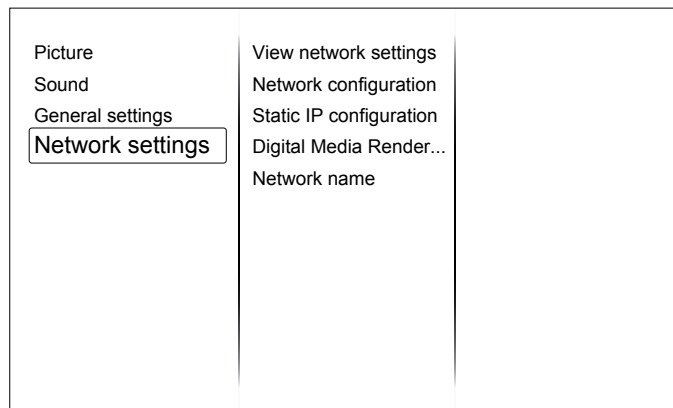 Picture
Sound
General settings
Network settings
View network settings
Network configuration
Static IP configuration
Digital Media Render...
Network name